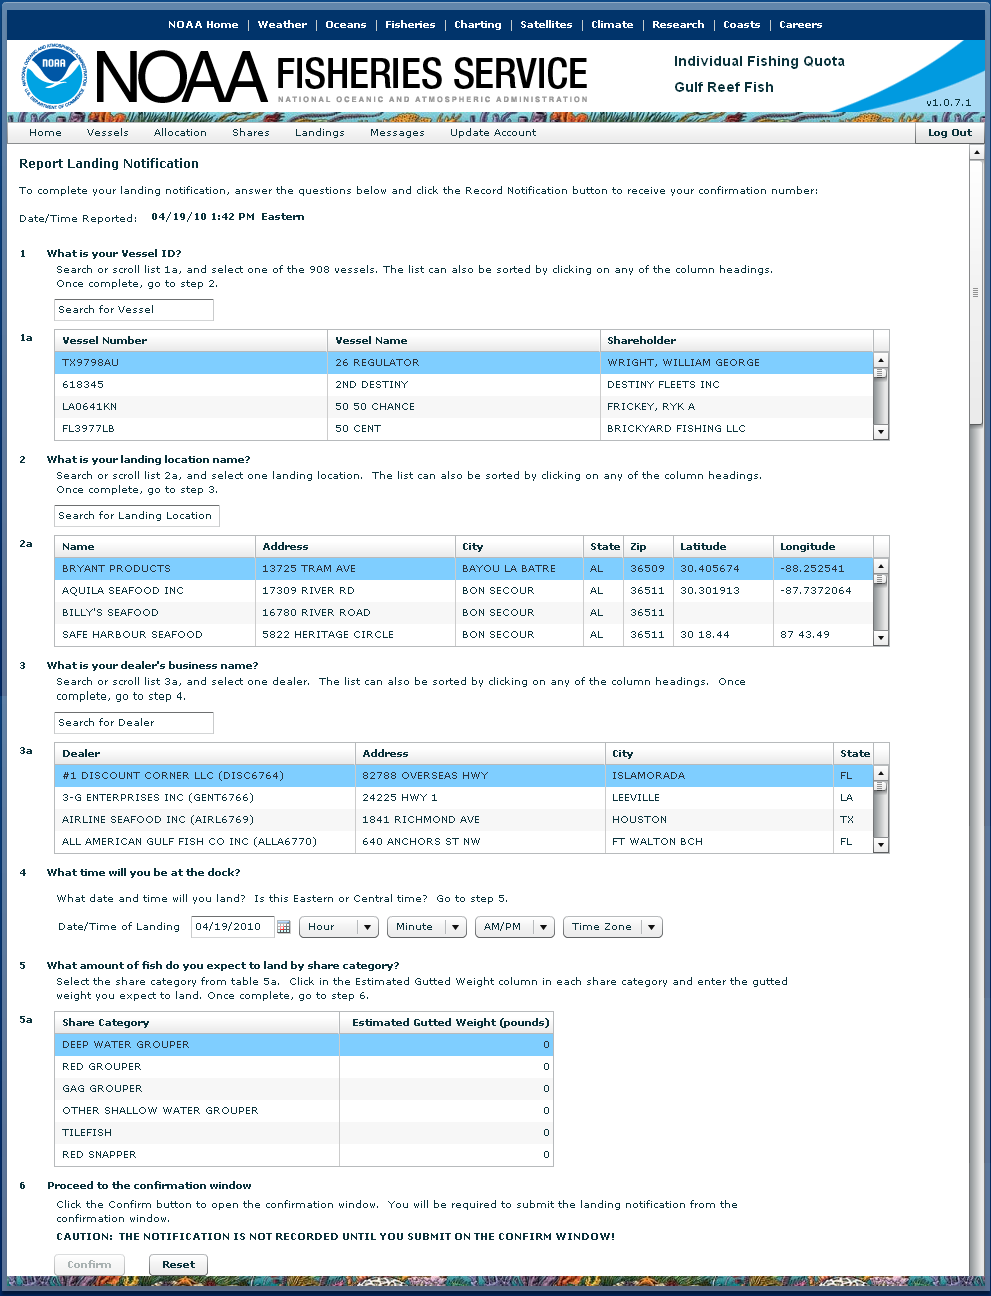 NOAA Home | Weather | Oceans | Fisheries | Charting | Satellites | Climate | Research | Coasts | Careers
NOAA FISHERIES SERVICE
NATIONAL OCEANIC AND ATMOSPHERIC ADMINISTRATION
Individual Fishing Quota
Gulf Reef Fish
v1.0.7.1
Home Vessels Allocation Shares Landings Messages Update Account Log Out
Report Landing Notification
To complete your landing notification, answer the questions below and click the Record Notification button to receive your confirmation number:
Date/Time Reported: 04/19/10 1:42 PM Eastern
1 What is your Vessel ID?
Search or scroll list 1a, and select one of the 908 vessels. The list can also be sorted by clicking on any of the column headings.
Once complete, go to step 2.
Search for Vessel
1a Vessel Number Vessel Name Shareholder
TX9798AU 26 REGULATOR WRIGHT, WILLIAM GEORGE
618345 2ND DESTINY DESTINY FLEETS INC
LA0641KN 50 50 CHANCE FRICKEY, RYK A
FL3977LB 50 CENT BRICKYARD FISHING LLC
2 What is your landing location name?
Search or scroll list 2a, and select one landing location. The list can also be sorted by clicking on any of the column headings.
Once complete, go to step 3.
Search for Landing Location
2a Name Address City State Zip Latitude Longitude
BRYANT PRODUCTS 13725 TRAM AVE BAYOU LA BATRE AL 36509 30.405674 -88.252541
AQUILA SEAFOOD INC 17309 RIVER RD BON SECOUR AL 36511 30.301913 -87.7372064
BILLY'S SEAFOOD 16780 RIVER ROAD BON SECOUR AL 36511
SAFE HARBOUR SEAFOOD 5822 HERITAGE CIRCLE BON SECOUR AL 36511 30 18.44 87 43.49
3 What is your dealer's business name?
Search or scroll list 3a, and select one dealer. The list can also be sorted by clicking on any of the column headings. Once
complete, go to step 4.
Search for Dealer
3a Dealer Address City State
#1 DISCOUNT CORNER LLC (DISC6764) 82788 OVERSEAS HWY ISLAMORADA FL
3-G ENTERPRISES INC (GENT6766) 24225 HWY 1 LEEVILLE LA
AIRLINE SEAFOOD INC (AIRL6769) 1841 RICHMOND AVE HOUSTON TX
ALL AMERICAN GULF FISH CO INC (ALLA6770) 640 ANCHORS ST NW FT WALTON BCH FL
4 What time will you be at the dock?
What date and time will you land? Is this Eastern or Central time? Go to step 5.
Date/Time of Landing 04/19/2010 Hour Minute AM/PM Time Zone
5 What amount of fish do you expect to land by share category?
Select the share category from table 5a. Click in the Estimated Gutted Weight column in each share category and enter the gutted
weight you expect to land. Once complete, go to step 6.
5a Share Category Estimated Gutted Weight (pounds)
DEEP WATER GROUPER 0
RED GROUPER 0
GAG GROUPER 0
OTHER SHALLOW WATER GROUPER 0
TILEFISH 0
RED SNAPPER 0
6 Proceed to the confirmation window
Click the Confirm button to open the confirmation window. You will be required to submit the landing notification from the
confirmation window.
CAUTION: THE NOTIFICATION IS NOT RECORDED UNTIL YOU SUBMIT ON THE CONFIRM WINDOW!
Confirm Reset